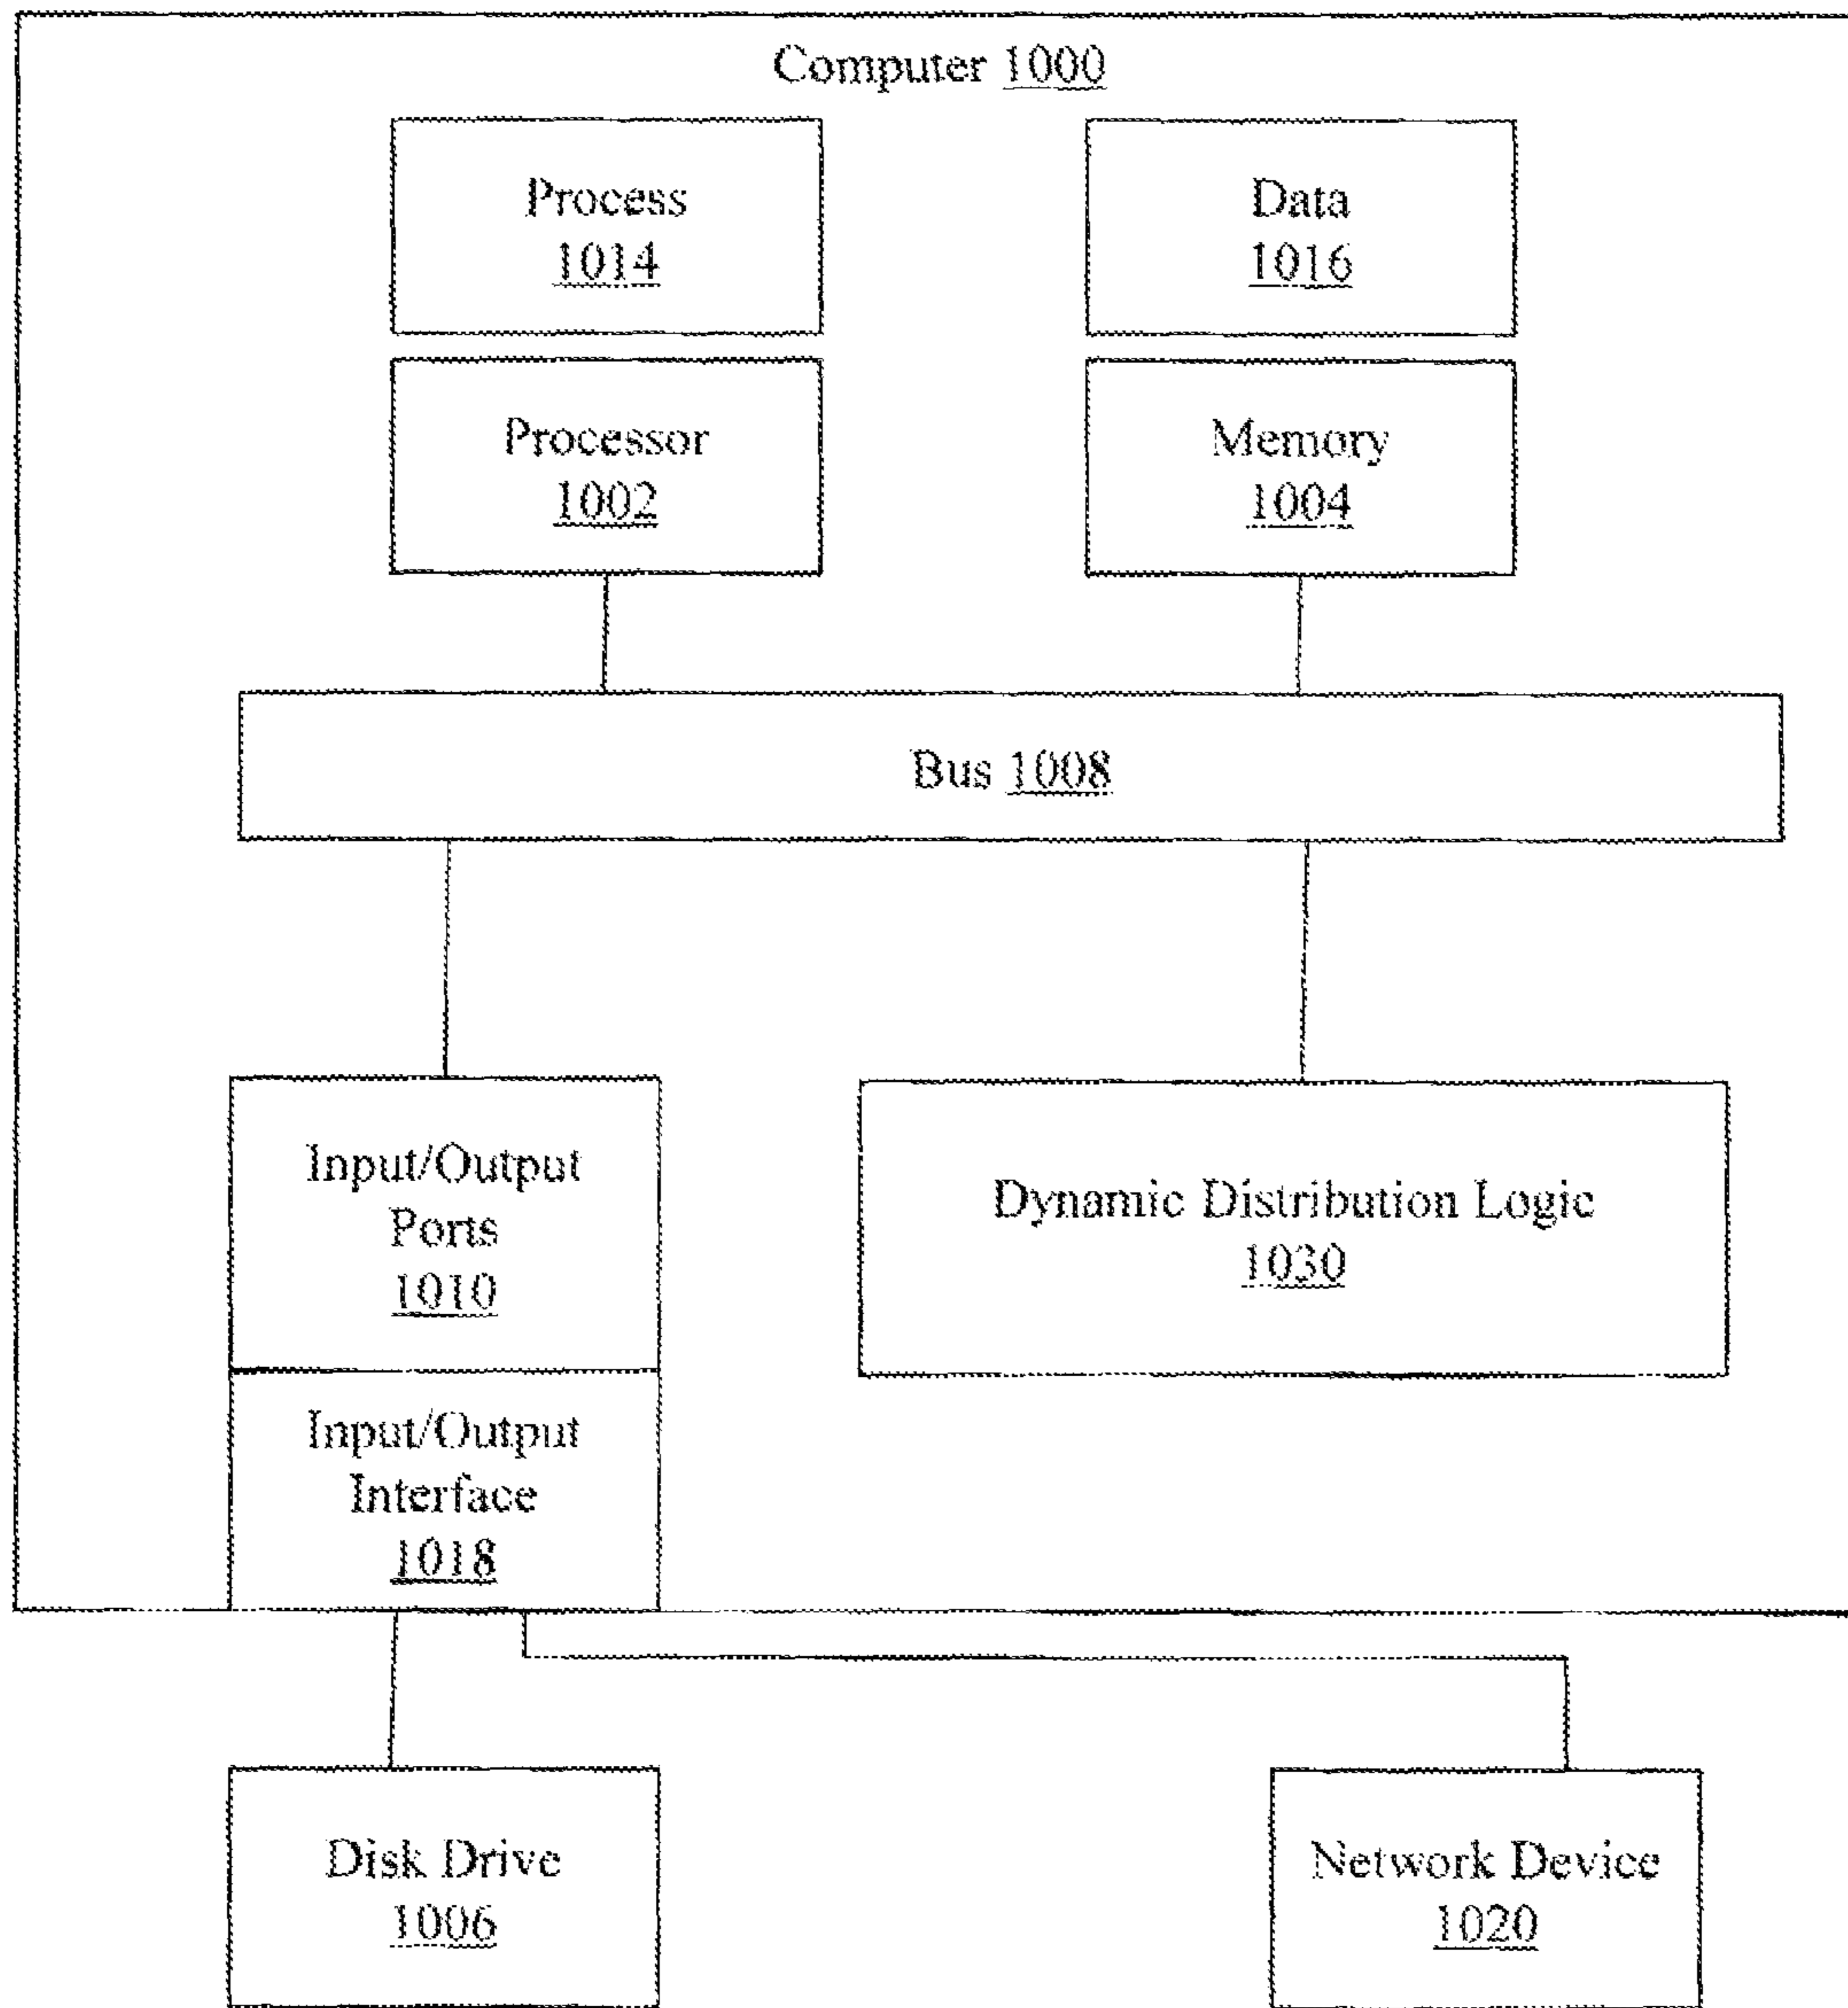 Computer 1000
Process
1014
Data
1016
Processor
1002
Memory
1004
Bus 1008
Input/Output
Ports
1010
Dynamic Distribution Logic
1030
Input/Output
Interface
1018
Disk Drive
1006
Network Device
1020